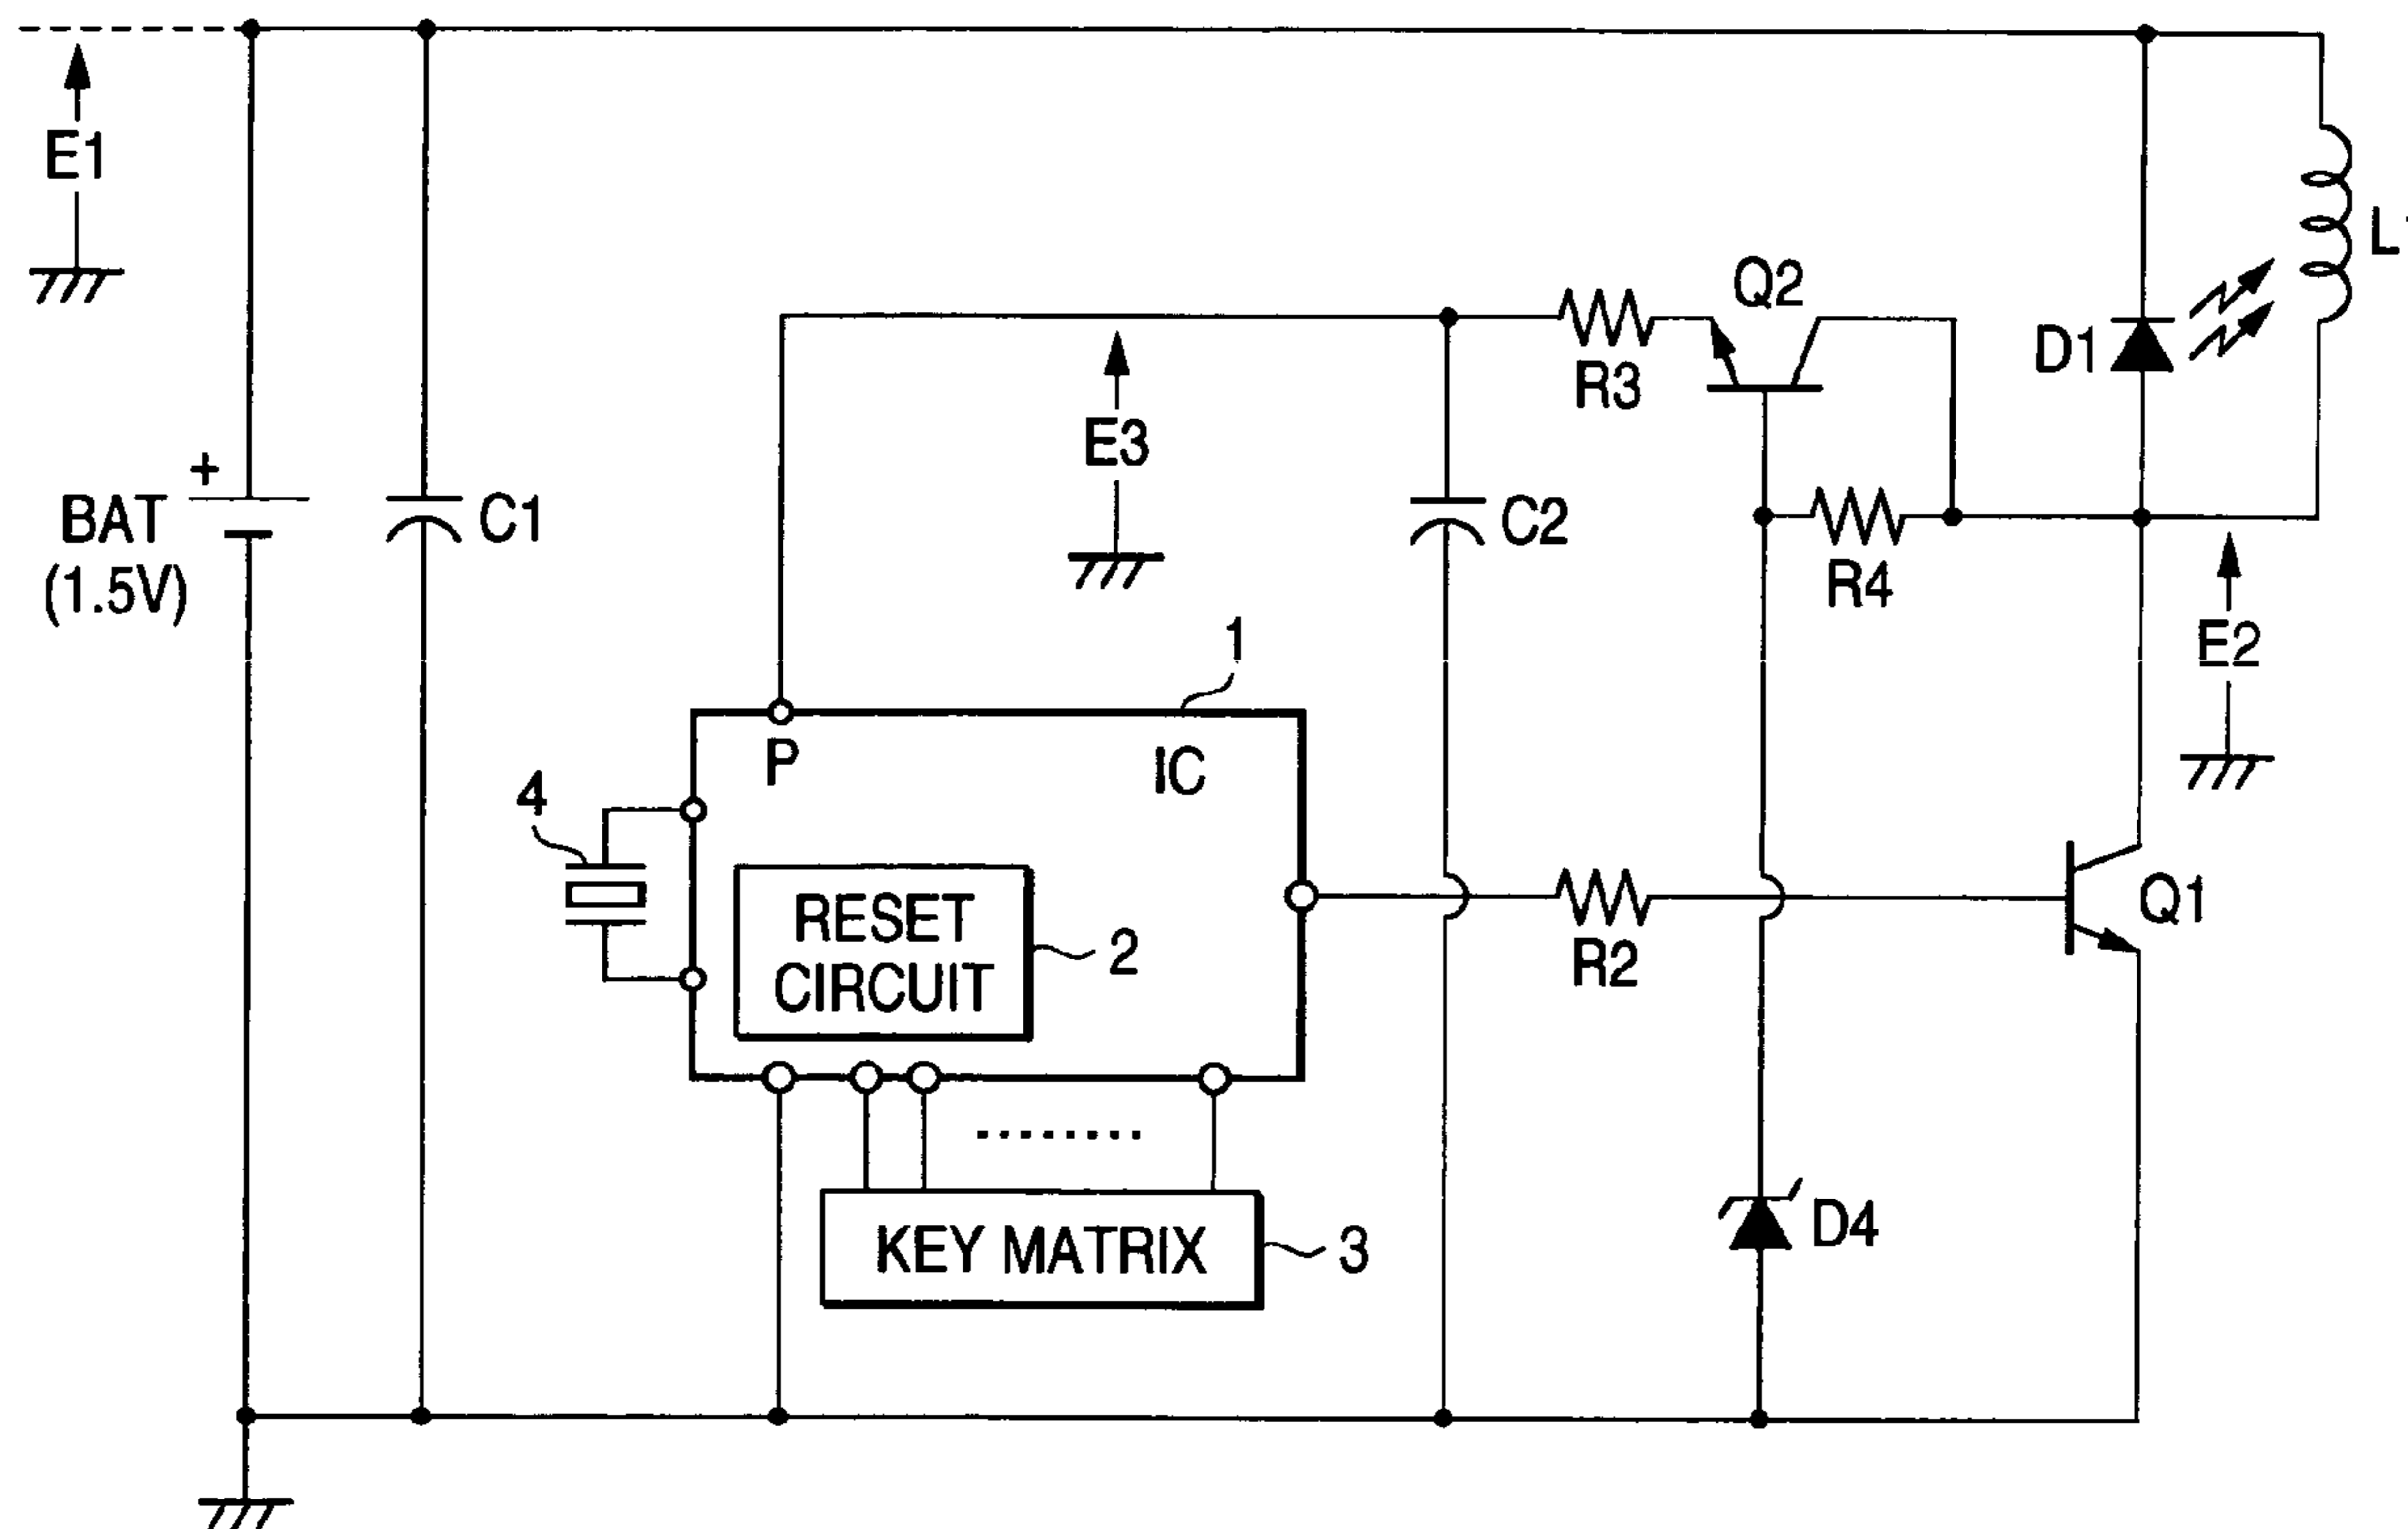 E1
Q2
L
D1
R3
E3
+
BAT
(1.5V)
C1
C2
R4
E2
1
P
IC
4
RESET
CIRCUIT
2
R2
Q1
KEY MATRIX
3
D4